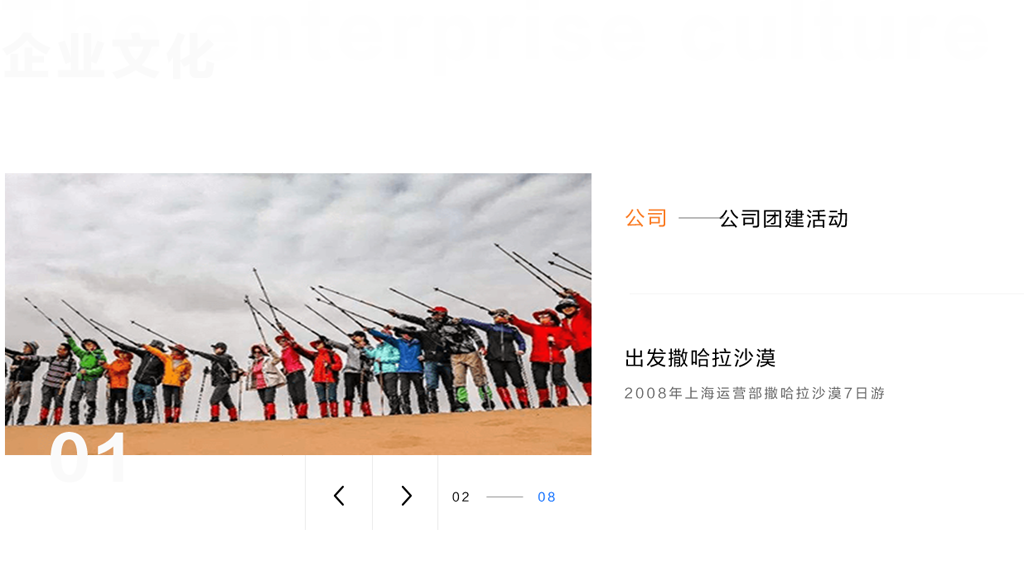 The enterprise culture
企业文化
公司 公司团建活动
出发撒哈拉沙漠
2008年上海运营部撒哈拉沙漠7日游
01
02 08